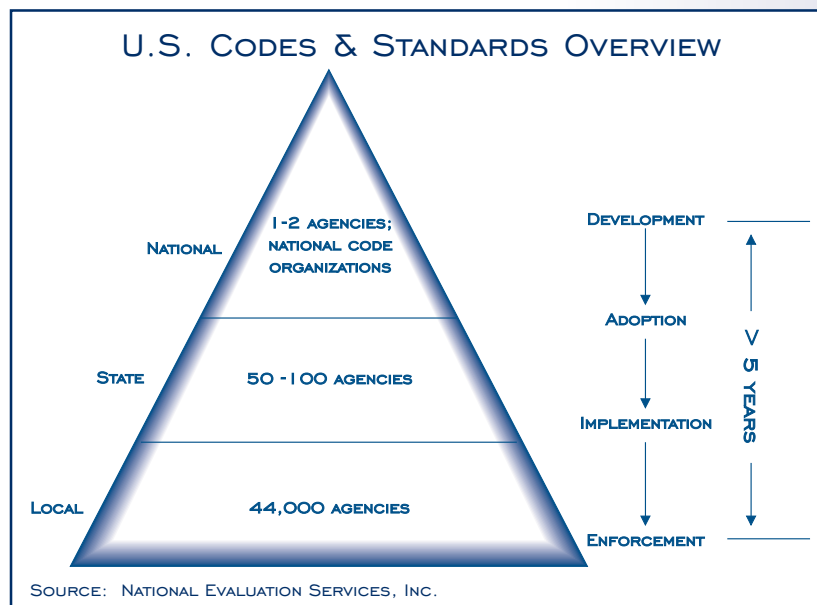 U.S. Codes & Standards Overview
1-2 agencies;
National
national code
organizations
State
50 -100 agencies
Local
44,000 agencies
Development
Adoption
Implementation
Enforcement
> 5 years
Source: National Evaluation Services, Inc.